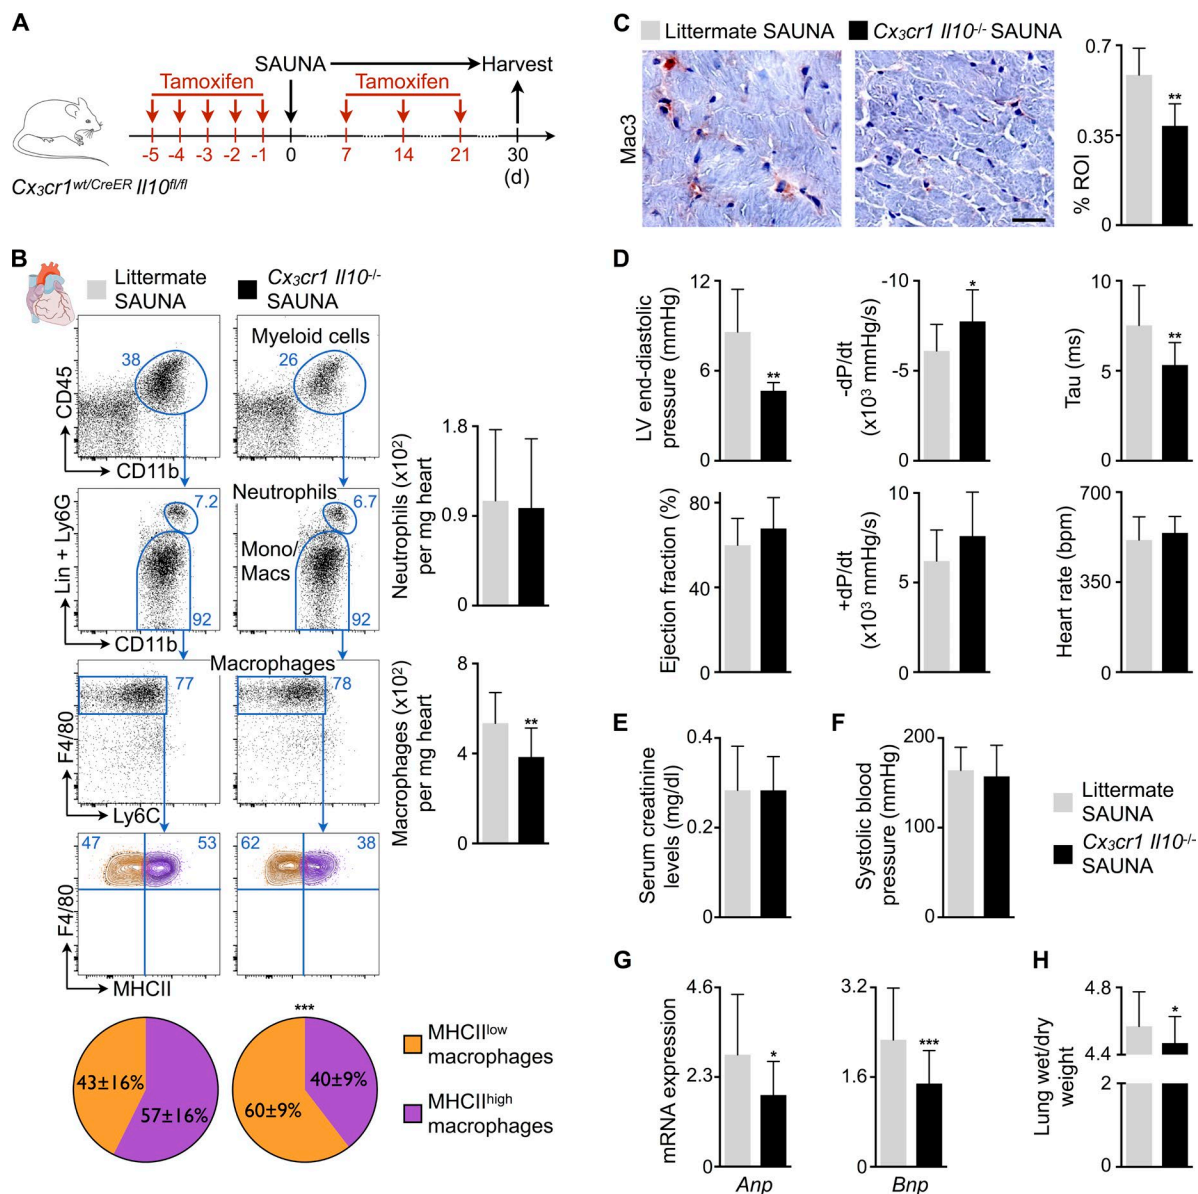 A
SAUNA
Harvest
Tamoxifen
Tamoxifen
-5 -4 -3 -2 -1 0 7 14 21 30
(d)
Cx3cr1wt/CreER Il10fl/fl
B
Littermate
SAUNA
Cx3cr1 Il10-/-
SAUNA
Myeloid cells
38
26
CD45
CD11b
Neutrophils
7.2
6.7
Mono/
Macs
92
92
Lin + Ly6G
CD11b
Macrophages
77
78
F4/80
Ly6C
47
53
62
38
F4/80
MHCII
***
43±16%
57±16%
60±9%
40±9%
MHCIIlow
macrophages
MHCIIhigh
macrophages
Neutrophils (x102)
per mg heart
1.8
0.9
0
Macrophages (x102)
per mg heart
8
4
0
**
C
Littermate SAUNA
Cx3cr1 Il10-/- SAUNA
Mac3
% ROI
0.7
0.35
0
**
D
LV end-diastolic
pressure (mmHg)
12
6
0
**
-dP/dt
(x103 mmHg/s)
-10
-5
0
*
Tau (ms)
10
5
0
**
Ejection fraction (%)
80
40
0
+dP/dt
(x103 mmHg/s)
10
5
0
Heart rate (bpm)
700
350
0
E
Serum creatinine
levels (mg/dl)
0.4
0.2
0
F
Systolic blood
pressure (mmHg)
200
100
0
Littermate
SAUNA
Cx3cr1 Il10-/-
SAUNA
G
mRNA expression
4.6
2.3
0
*
Anp
3.2
1.6
0
***
Bnp
H
Lung wet/dry
weight
4.8
4.4
2
0
*